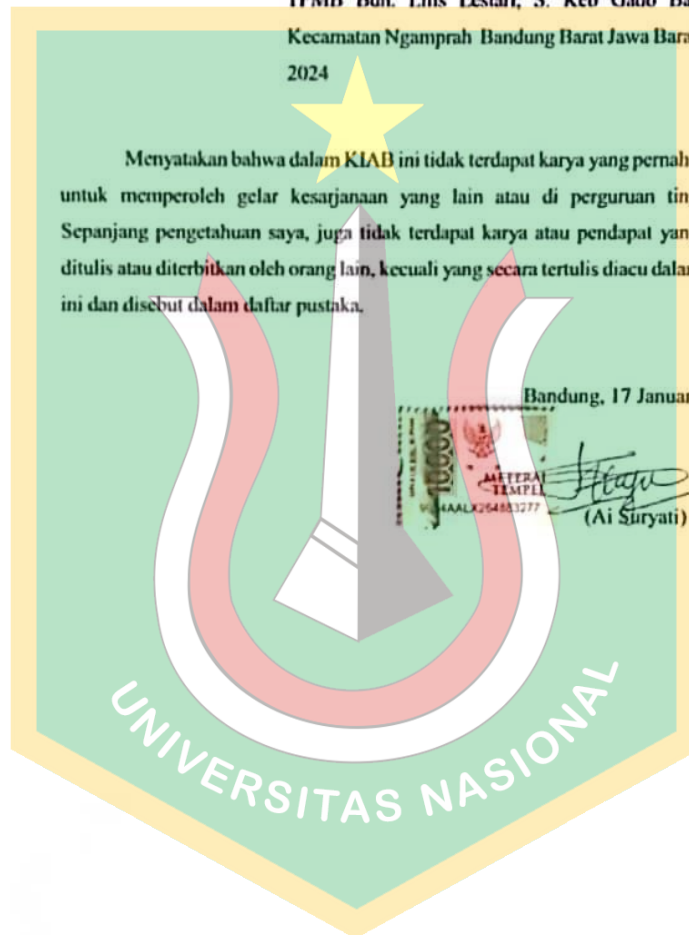 TPMB Bdn. Lilis Lestari, S. Keb Gado Ba
Kecamatan Ngamprah Bandung Barat Jawa Bara
2024
Menyatakan bahwa dalam KIAB ini tidak terdapat karya yang pernah
untuk memperoleh gelar kesarjanaan yang lain atau di perguruan tin
Sepanjang pengetahuan saya, juga tidak terdapat karya atau pendapat yan
ditulis atau diterbitkan oleh orang lain, kecuali yang secara tertulis diacu dala
ini dan disebut dalam daftar pustaka.
Bandung, 17 Januar
10000
METERAI
TEMPEL
(Ai Suryati)
UNIVERSITAS NASIONAL